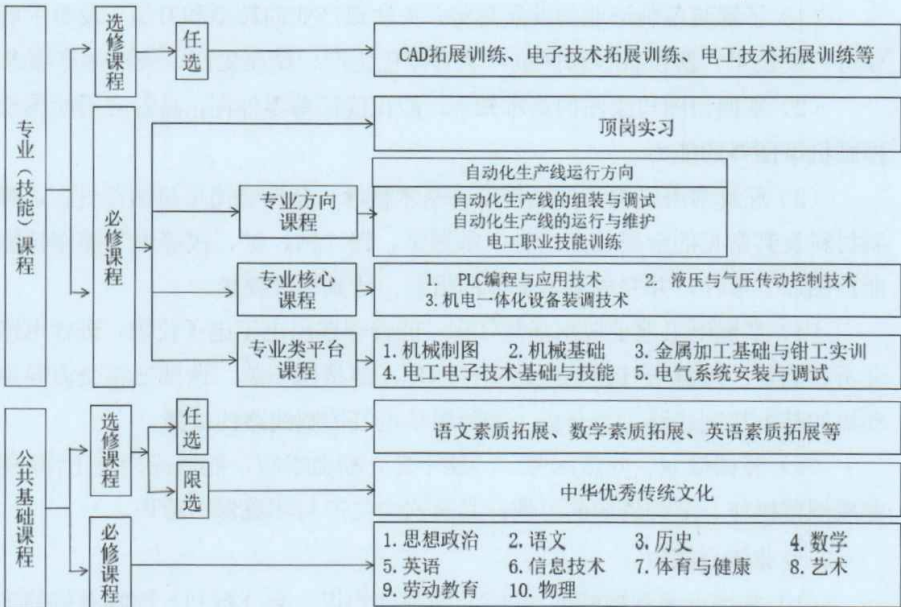 选修课程
任选
CAD拓展训练、电子技术拓展训练、电工技术拓展训练等
专业（技能）课程
必修课程
顶岗实习
专业方向
课程
自动化生产线运行方向
自动化生产线的组装与调试
自动化生产线的运行与维护
电工职业技能训练
专业核心
课程
1. PLC编程与应用技术 2. 液压与气压传动控制技术
3. 机电一体化设备装调技术
专业类平台
课程
1. 机械制图 2. 机械基础 3. 金属加工基础与钳工实训
4. 电工电子技术基础与技能 5. 电气系统安装与调试
公共基础课程
选修课程
任选
语文素质拓展、数学素质拓展、英语素质拓展等
限选
中华优秀传统文化
必修课程
1. 思想政治 2. 语文 3. 历史 4. 数学
5. 英语 6. 信息技术 7. 体育与健康 8. 艺术
9. 劳动教育 10. 物理